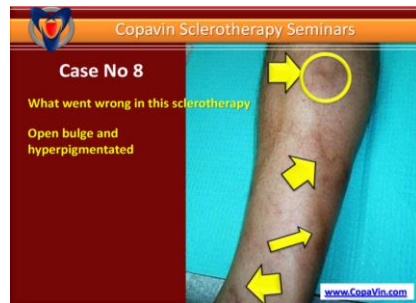 Copavin Sclerotherapy Seminars
Case No 8
What went wrong in this sclerotherapy
Open bulge and
hyperpigmentated
www.CopaVin.com